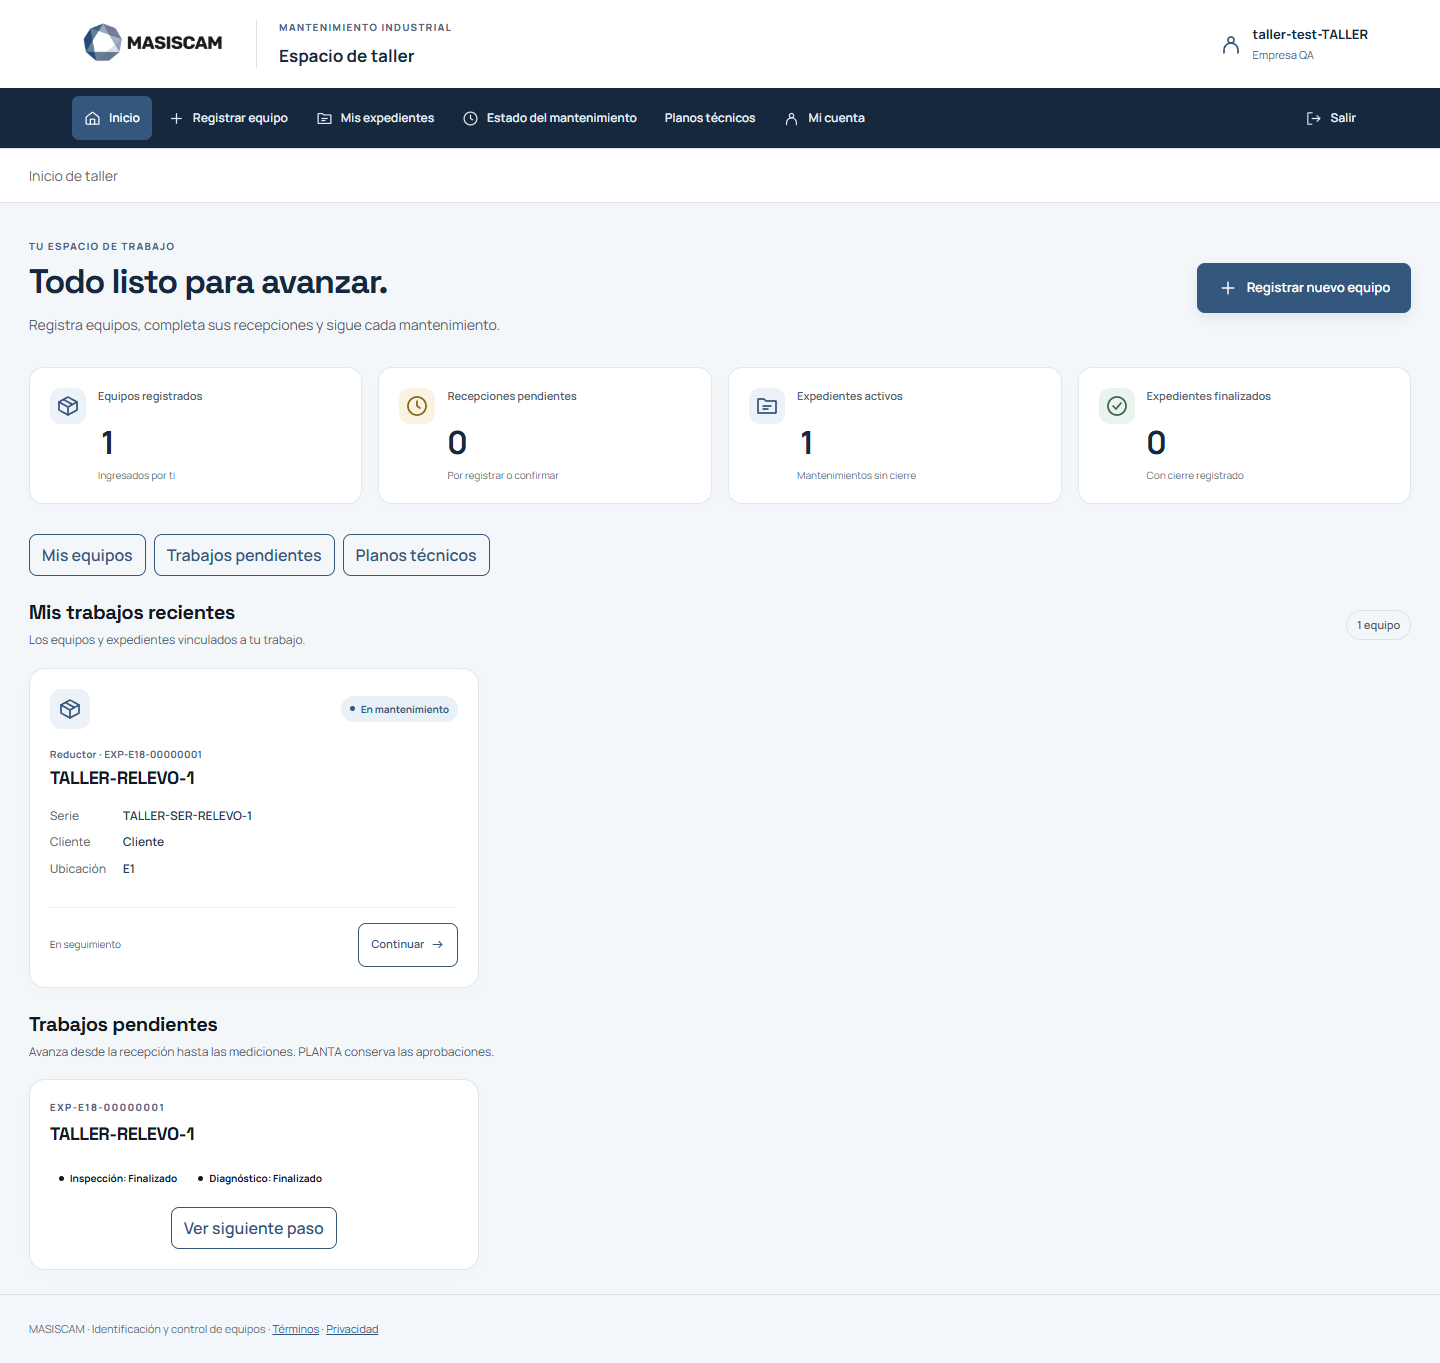 MASISCAM
MANTENIMIENTO INDUSTRIAL
Espacio de taller
taller-test-TALLER
Empresa QA
Inicio
Registrar equipo
Mis expedientes
Estado del mantenimiento
Planos técnicos
Mi cuenta
Salir
Inicio de taller
TU ESPACIO DE TRABAJO
Todo listo para avanzar.
Registra equipos, completa sus recepciones y sigue cada mantenimiento.
Registrar nuevo equipo
Equipos registrados
1
Ingresados por ti
Recepciones pendientes
0
Por registrar o confirmar
Expedientes activos
1
Mantenimientos sin cierre
Expedientes finalizados
0
Con cierre registrado
Mis equipos
Trabajos pendientes
Planos técnicos
Mis trabajos recientes
Los equipos y expedientes vinculados a tu trabajo.
1 equipo
En mantenimiento
Reductor · EXP-E18-00000001
TALLER-RELEVO-1
Serie TALLER-SER-RELEVO-1
Cliente Cliente
Ubicación E1
En seguimiento
Continuar →
Trabajos pendientes
Avanza desde la recepción hasta las mediciones. PLANTA conserva las aprobaciones.
EXP-E18-00000001
TALLER-RELEVO-1
Inspección: Finalizado
Diagnóstico: Finalizado
Ver siguiente paso
MASISCAM · Identificación y control de equipos · Términos · Privacidad